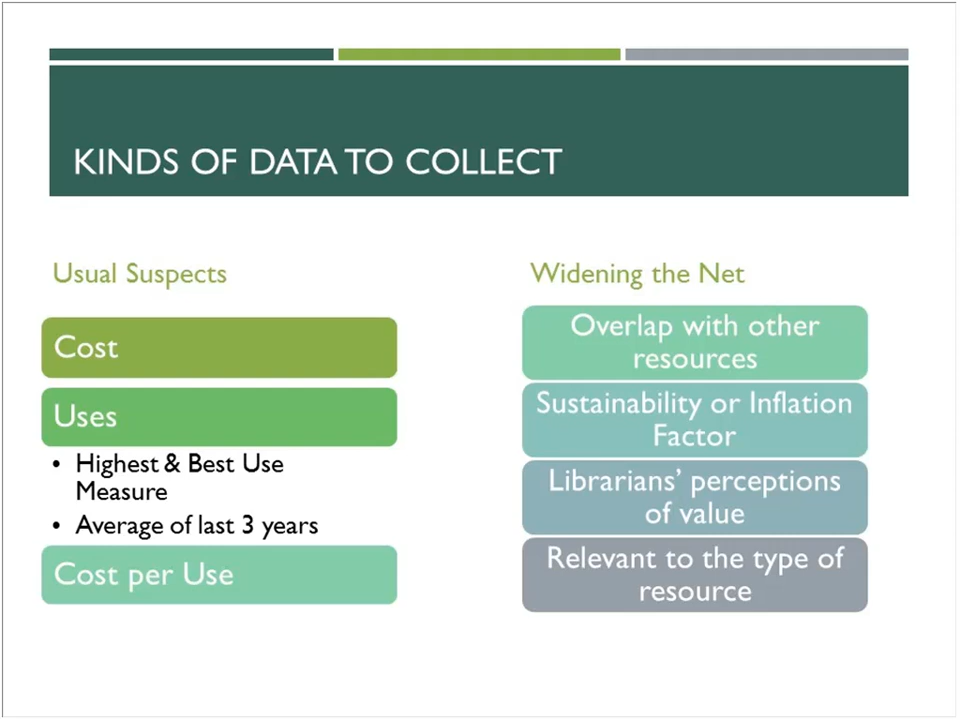 KINDS OF DATA TO COLLECT
Usual Suspects
Cost
Uses
• Highest & Best Use
Measure
• Average of last 3 years
Cost per Use
Widening the Net
Overlap with other
resources
Sustainability or Inflation
Factor
Librarians’ perceptions
of value
Relevant to the type of
resource